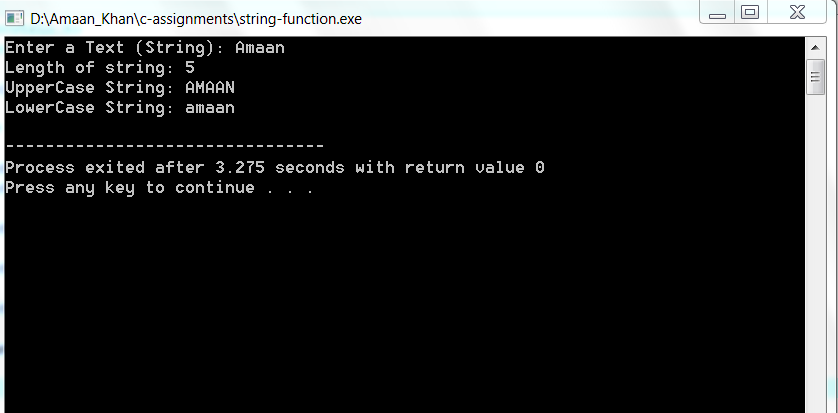 D:\Amaan_Khan\c-assignments\string-function.exe
Enter a Text (String): Amaan
Length of string: 5
UpperCase String: AMAAN
LowerCase String: amaan
--------------------------------
Process exited after 3.275 seconds with return value 0
Press any key to continue . . .